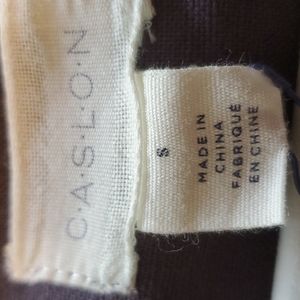 C·A·S·L·O·N
S
MADE IN
CHINA
FABRIQUÉ
EN CHINE